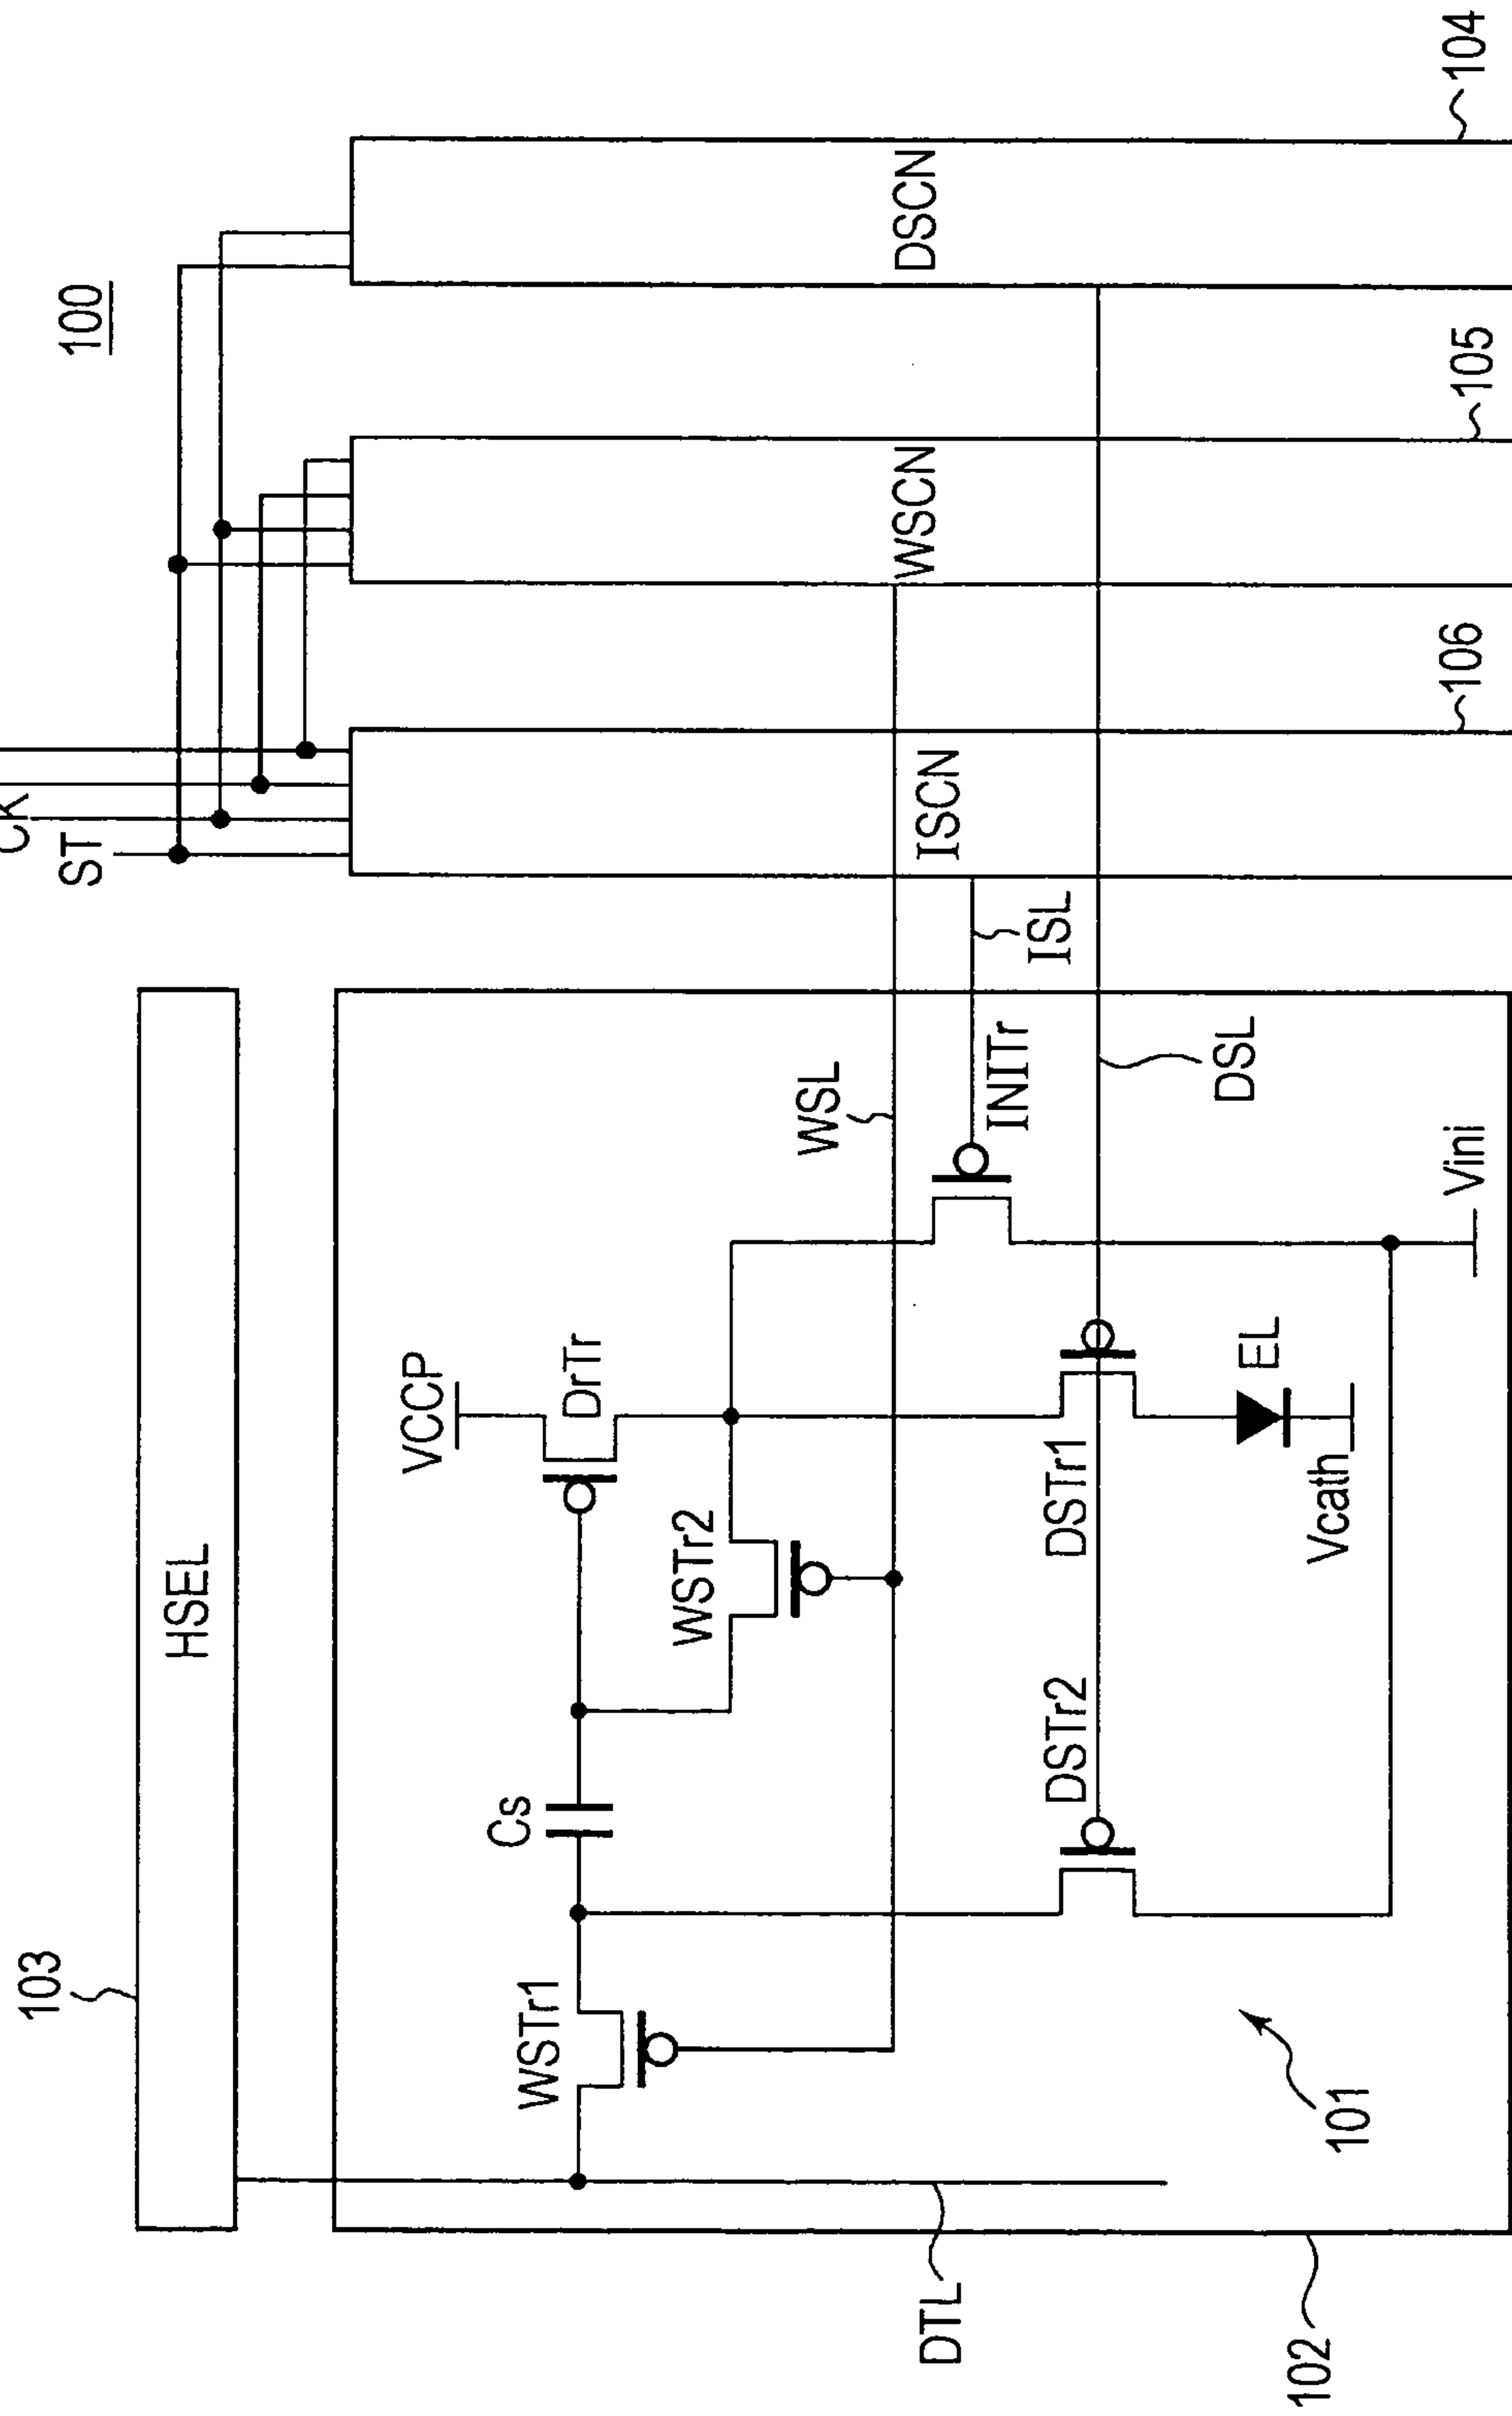 100
ST
CK
103
HSEL
DSCN
WSCN
ISCN
104
105
106
VCCP
DrTr
WSL
ISL
INITr
DSL
WSTr2
Cs
WSTr1
DSTr1
DSTr2
EL
Vcath
Vini
101
DTL
102